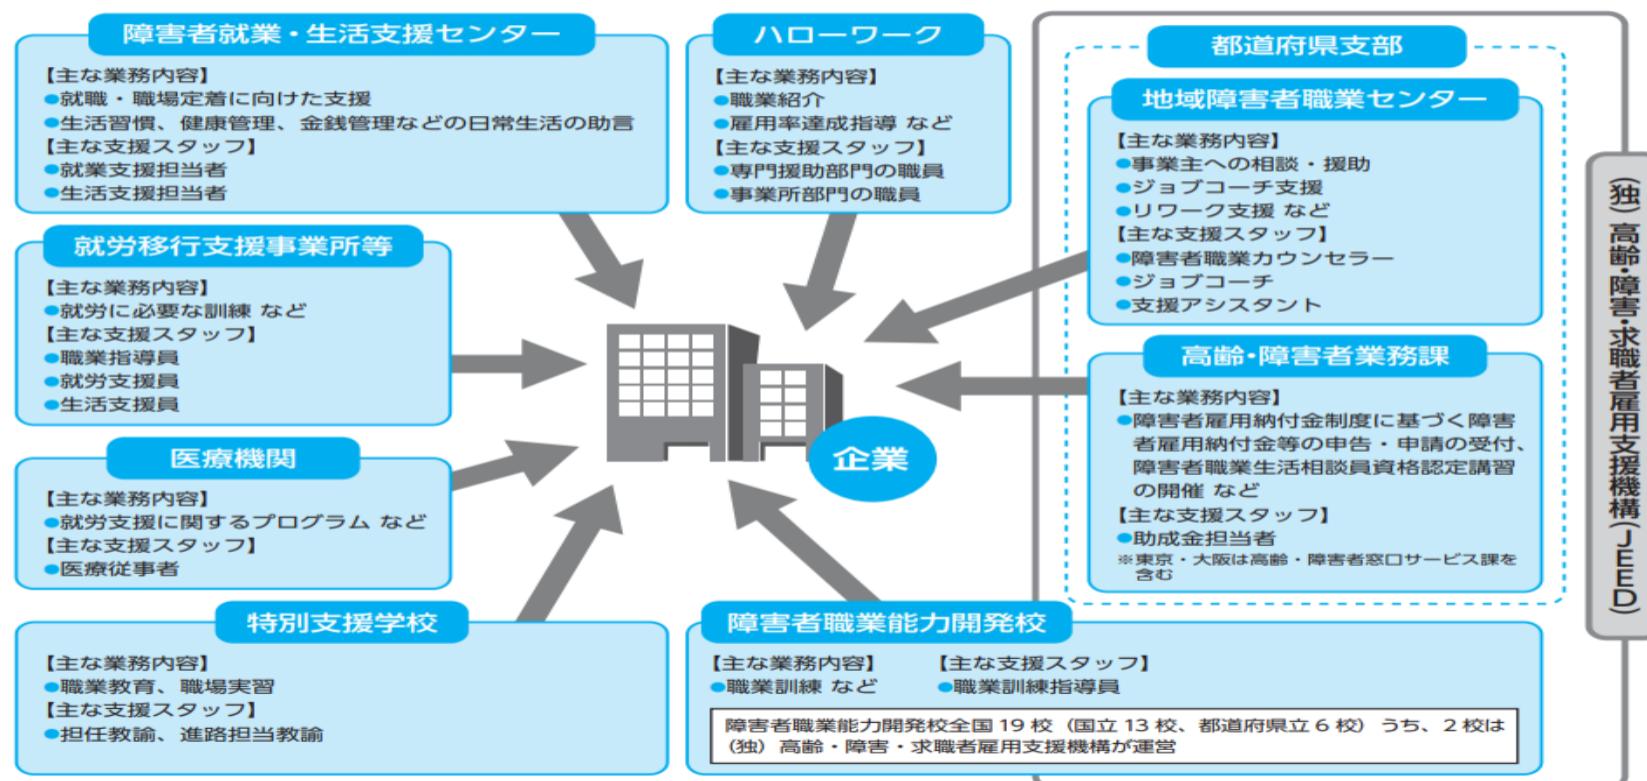 障害者就業・生活支援センター
【主な業務内容】
●就職・職場定着に向けた支援
●生活習慣、健康管理、金銭管理などの日常生活の助言
【主な支援スタッフ】
●就業支援担当者
●生活支援担当者
ハローワーク
【主な業務内容】
●職業紹介
●雇用率達成指導 など
【主な支援スタッフ】
●専門援助部門の職員
●事業所部門の職員
都道府県支部
地域障害者職業センター
【主な業務内容】
●事業主への相談・援助
●ジョブコーチ支援
●リワーク支援 など
【主な支援スタッフ】
●障害者職業カウンセラー
●ジョブコーチ
●支援アシスタント
就労移行支援事業所等
【主な業務内容】
●就労に必要な訓練 など
【主な支援スタッフ】
●職業指導員
●就労支援員
●生活支援員
企業
高齢・障害者業務課
【主な業務内容】
●障害者雇用納付金制度に基づく障害
者雇用納付金等の申告・申請の受付、
障害者職業生活相談員資格認定講習
の開催 など
【主な支援スタッフ】
●助成金担当者
※東京・大阪は高齢・障害者窓口サービス課を
含む
(独)高齢・障害・求職者雇用支援機構(JEED)
医療機関
【主な業務内容】
●就労支援に関するプログラム など
【主な支援スタッフ】
●医療従事者
特別支援学校
【主な業務内容】
●職業教育、職場実習
【主な支援スタッフ】
●担任教諭、進路担当教諭
障害者職業能力開発校
【主な業務内容】
●職業訓練 など
【主な支援スタッフ】
●職業訓練指導員
障害者職業能力開発校全国19校（国立13校、都道府県立6校）うち、2校は
（独）高齢・障害・求職者雇用支援機構が運営